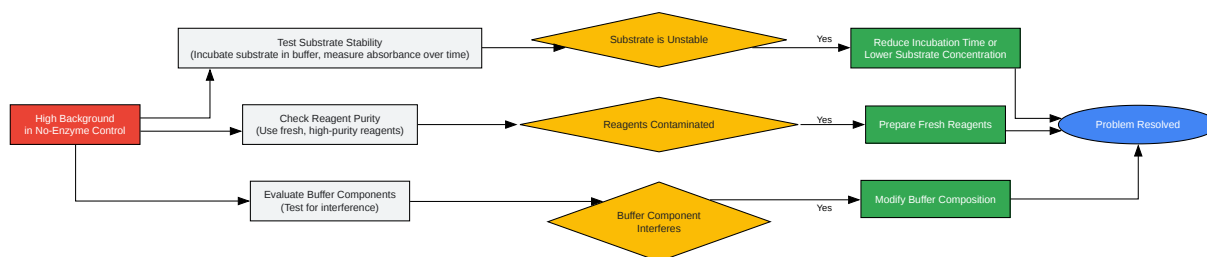 Test Substrate Stability
(Incubate substrate in buffer, measure absorbance over time)
Substrate is Unstable
Yes
Reduce Incubation Time or
Lower Substrate Concentration
High Background
in No-Enzyme Control
Check Reagent Purity
(Use fresh, high-purity reagents)
Reagents Contaminated
Yes
Prepare Fresh Reagents
Problem Resolved
Evaluate Buffer Components
(Test for interference)
Buffer Component
Interferes
Yes
Modify Buffer Composition